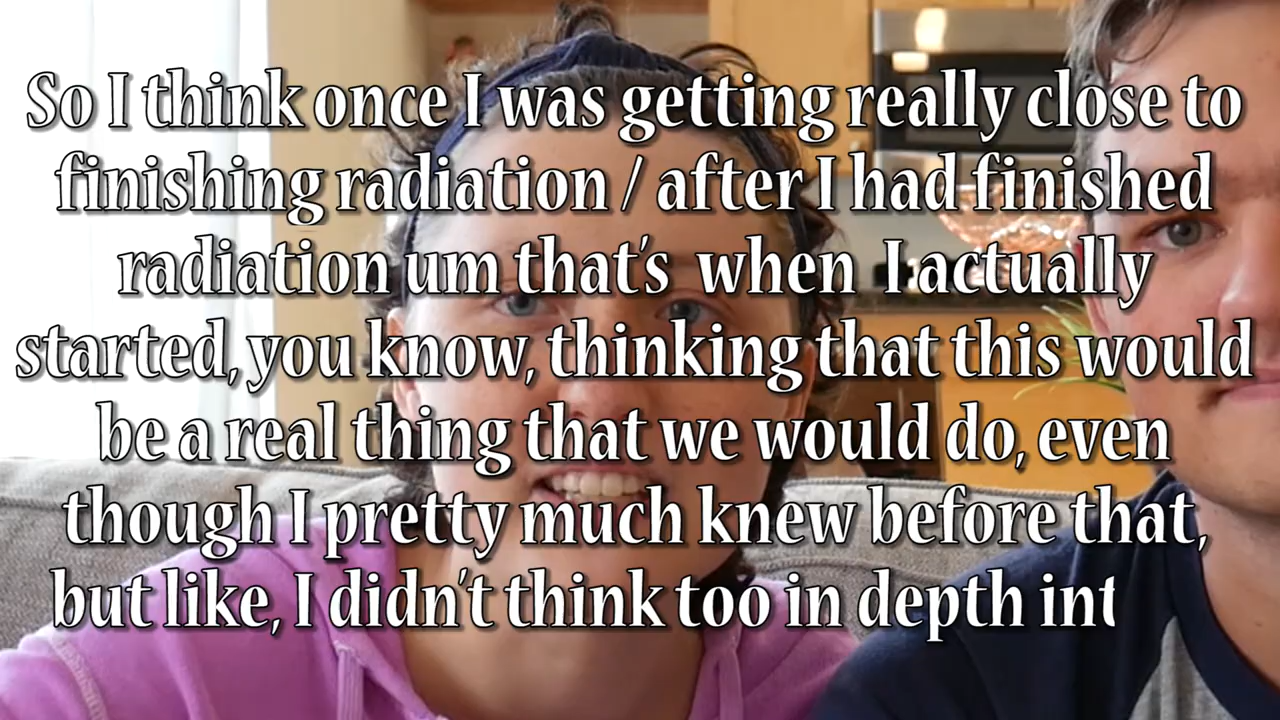 So I think once I was getting really close to
finishing radiation / after I had finished
radiation um that's when I actually
started, you know, thinking that this would
be a real thing that we would do, even
though I pretty much knew before that,
but like, I didn't think too in depth int